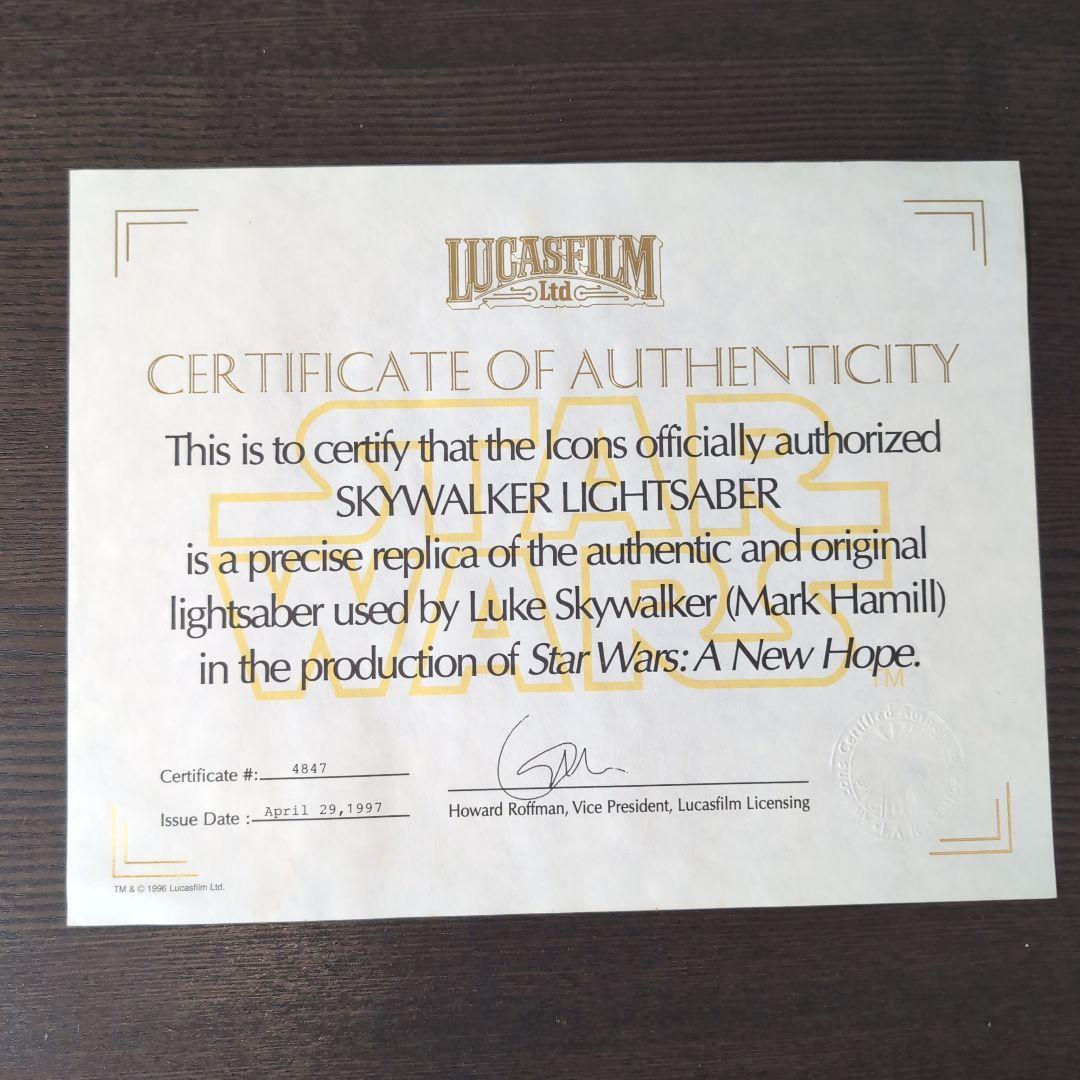 LUCASFILM
Ltd
CERTIFICATE OF AUTHENTICITY
STAR
WARS
TM
This is to certify that the Icons officially authorized
SKYWALKER LIGHTSABER
is a precise replica of the authentic and original
lightsaber used by Luke Skywalker (Mark Hamill)
in the production of Star Wars: A New Hope.
Certificate #: 4847
Issue Date : April 29,1997
Howard Roffman, Vice President, Lucasfilm Licensing
Certified
TM & © 1996 Lucasfilm Ltd.